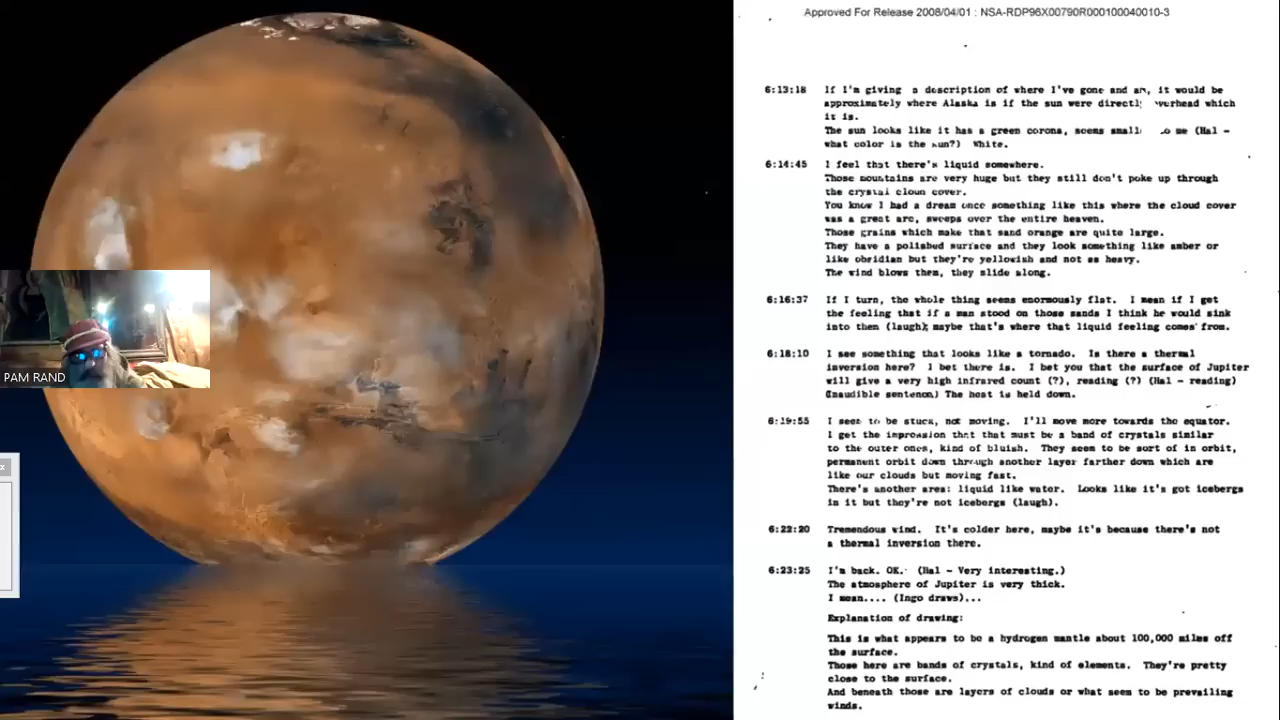 Approved For Release 2008/04/01 : NSA-RDP96X00790R000100040010-3
6:13:18 If I'm giving a description of where I've gone and am, it would be
approximately where Alaska is if the sun were directly overhead which
it is.
The sun looks like it has a green corona, seems smaller to me (Hal -
what color is the sun?) White.
6:14:45 I feel that there's liquid somewhere.
Those mountains are very huge but they still don't poke up through
the crystal cloud cover.
You know I had a dream once something like this where the cloud cover
was a great arc, sweeps over the entire heaven.
Those grains which make that sand orange are quite large.
They have a polished surface and they look something like amber or
like obsidian but they're yellowish and not as heavy.
The wind blows them, they slide along.
6:16:37 If I turn, the whole thing seems enormously flat. I mean if I get
the feeling that if a man stood on those sands I think he would sink
into them (laugh); maybe that's where that liquid feeling comes from.
6:18:10 I see something that looks like a tornado. Is there a thermal
inversion here? I bet there is. I bet you that the surface of Jupiter
will give a very high infrared count (?), reading (?) (Hal - reading)
(Inaudible sentence.) The heat is held down.
6:19:55 I seem to be stuck, not moving. I'll move more towards the equator.
I get the impression that that must be a band of crystals similar
to the outer ones, kind of bluish. They seem to be sort of in orbit,
permanent orbit down through another layer farther down which are
like our clouds but moving fast.
There's another area: liquid like water. Looks like it's got icebergs
in it but they're not icebergs (laugh).
6:22:20 Tremendous wind. It's colder here, maybe it's because there's not
a thermal inversion there.
6:23:25 I'm back. OK. (Hal - Very interesting.)
The atmosphere of Jupiter is very thick.
I mean.... (Ingo draws)...
Explanation of drawing:
This is what appears to be a hydrogen mantle about 100,000 miles off
the surface.
Those here are bands of crystals, kind of elements. They're pretty
close to the surface.
And beneath those are layers of clouds or what seem to be prevailing
winds.
PAM RAND
x